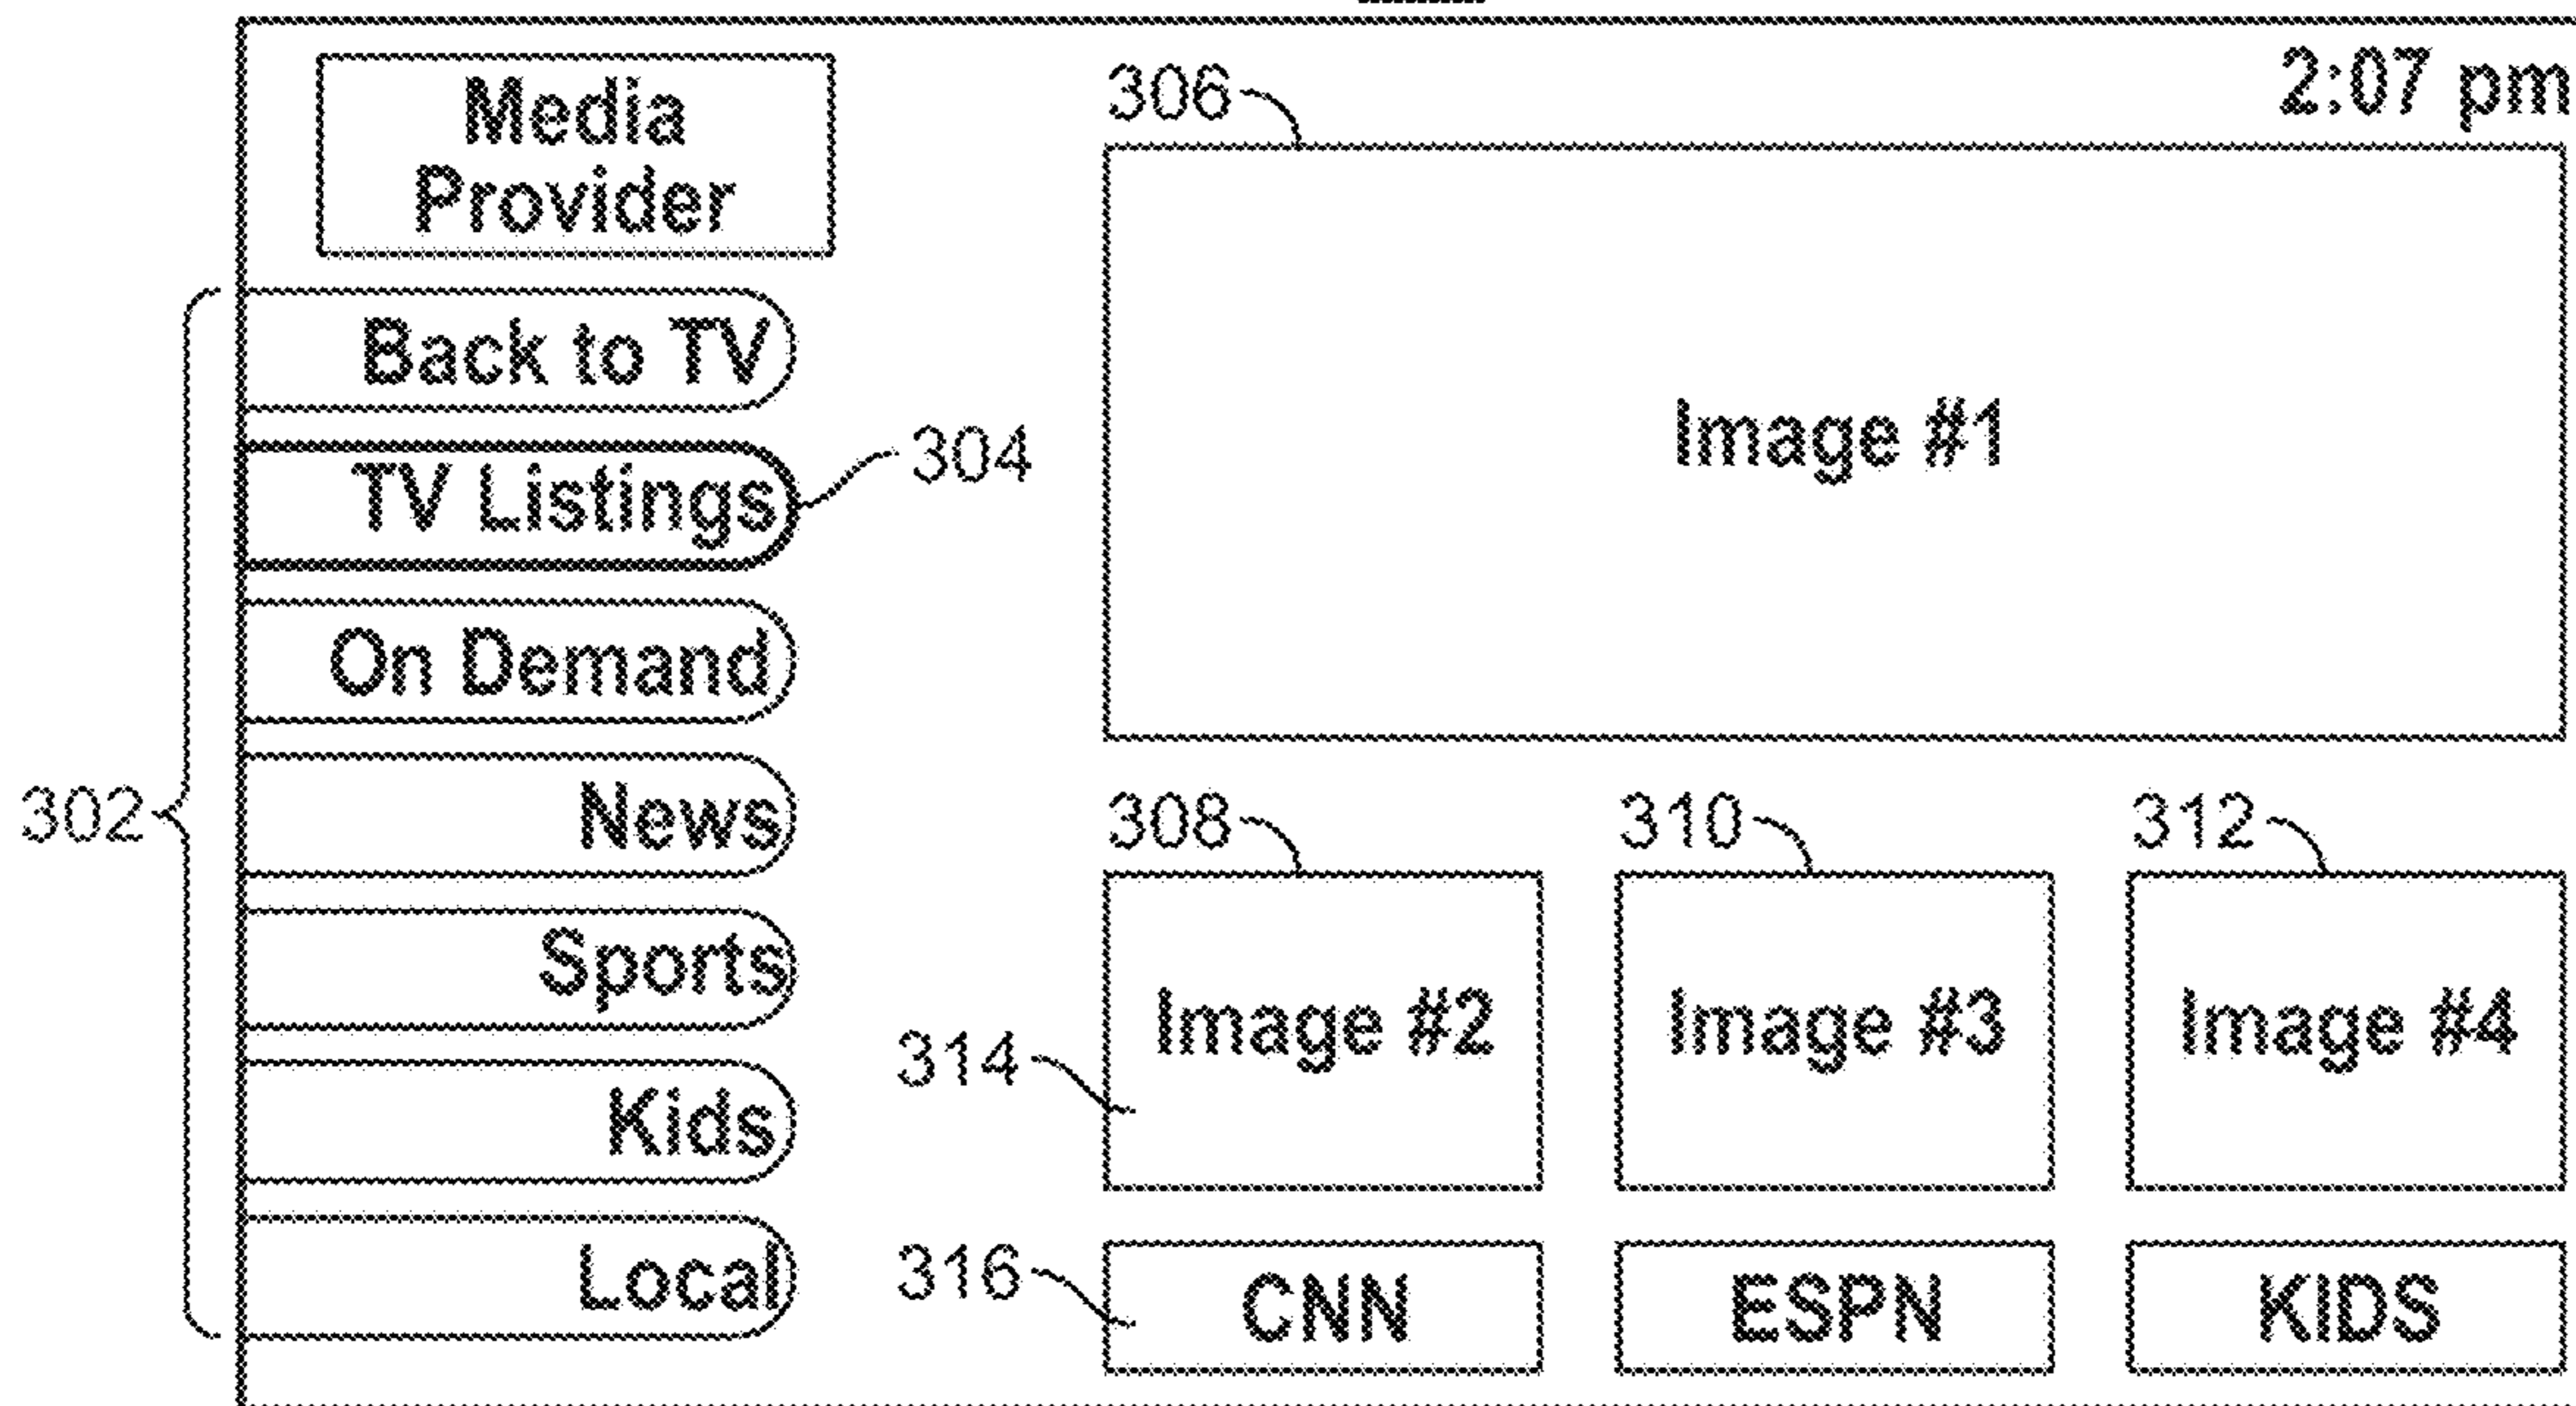 2:07 pm
Media
Provider
306
Back to TV
Image #1
TV Listings
304
On Demand
302
News
308
310
312
Sports
Image #2
Image #3
Image #4
314
Kids
Local
316
CNN
ESPN
KIDS